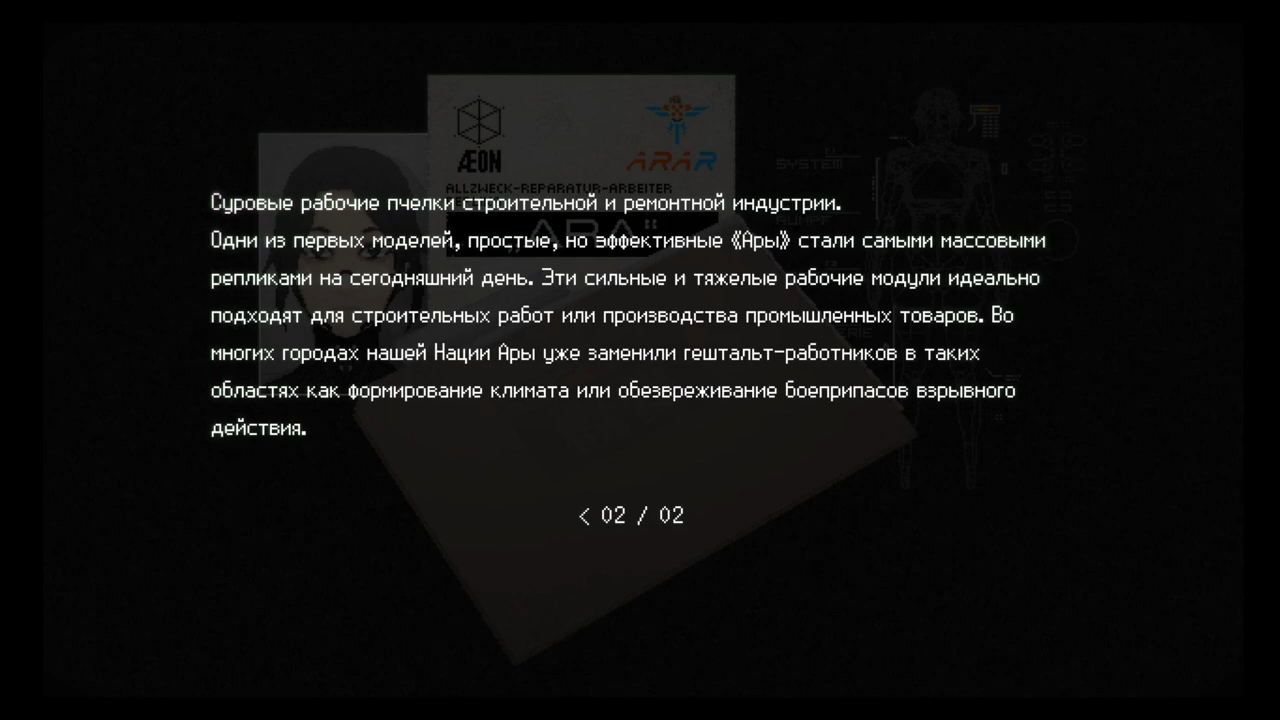 ÆON
ARAR
ALLZWECK-REPARATUR-ARBEITER
SYSTEM
Суровые рабочие пчелки строительной и ремонтной индустрии.
"ARA"
Одни из первых моделей, простые, но эффективные 《Ары》 стали самыми массовыми
репликами на сегодняшний день. Эти сильные и тяжелые рабочие модули идеально
подходят для строительных работ или производства промышленных товаров. Во
многих городах нашей Нации Ары уже заменили гештальт-работников в таких
областях как формирование климата или обезвреживание боеприпасов взрывного
действия.
< 02 / 02